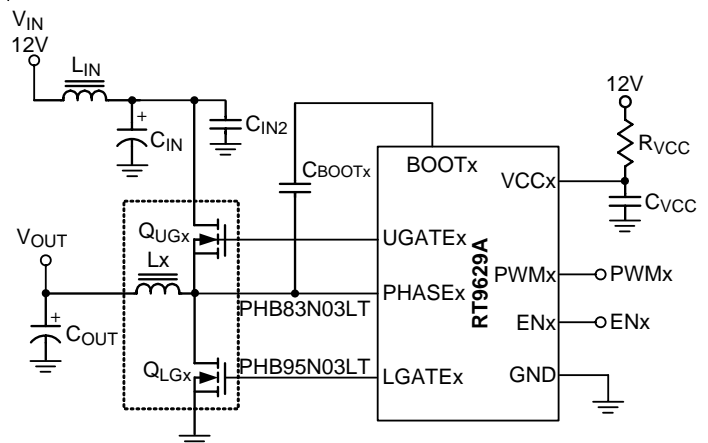 VIN
12V
LIN
CIN
CIN2
CBOOTx
BOOTx
12V
RVCC
VCCx
CVCC
VOUT
QUGx
Lx
UGATEx
PHASEx
RT9629A
PWMx
PWMx
PHB83N03LT
ENx
ENx
COUT
QLGx
PHB95N03LT
LGATEx
GND
+
+